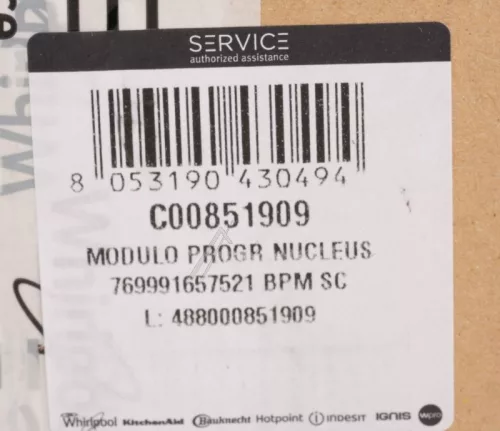 SERVICE
authorized assistance
8 053190 430494
C00851909
MODULO PROGR NUCLEUS
769991657521 BPM SC
L: 488000851909
Whirlpool KitchenAid Bauknecht Hotpoint indesit IGNIS wpro